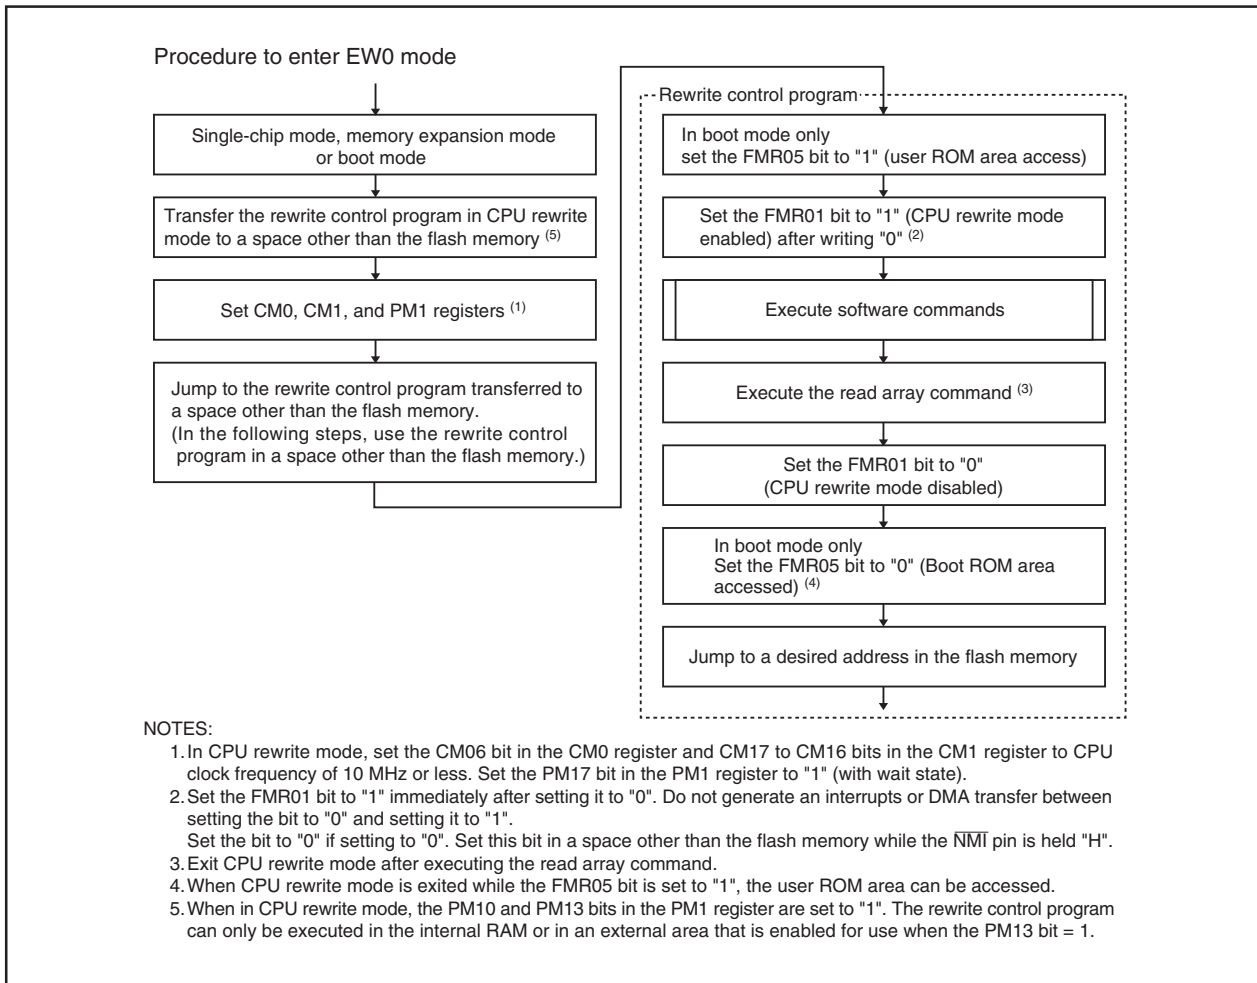 Procedure to enter EW0 mode
Single-chip mode, memory expansion mode
or boot mode
Transfer the rewrite control program in CPU rewrite
mode to a space other than the flash memory (5)
Set CM0, CM1, and PM1 registers (1)
Jump to the rewrite control program transferred to
a space other than the flash memory.
(In the following steps, use the rewrite control
program in a space other than the flash memory.)
Rewrite control program
In boot mode only
set the FMR05 bit to "1" (user ROM area access)
Set the FMR01 bit to "1" (CPU rewrite mode
enabled) after writing "0" (2)
Execute software commands
Execute the read array command (3)
Set the FMR01 bit to "0"
(CPU rewrite mode disabled)
In boot mode only
Set the FMR05 bit to "0" (Boot ROM area
accessed) (4)
Jump to a desired address in the flash memory
NOTES:
1. In CPU rewrite mode, set the CM06 bit in the CM0 register and CM17 to CM16 bits in the CM1 register to CPU
clock frequency of 10 MHz or less. Set the PM17 bit in the PM1 register to "1" (with wait state).
2. Set the FMR01 bit to "1" immediately after setting it to "0". Do not generate an interrupts or DMA transfer between
setting the bit to "0" and setting it to "1".
Set the bit to "0" if setting to "0". Set this bit in a space other than the flash memory while the NMI pin is held "H".
3. Exit CPU rewrite mode after executing the read array command.
4. When CPU rewrite mode is exited while the FMR05 bit is set to "1", the user ROM area can be accessed.
5. When in CPU rewrite mode, the PM10 and PM13 bits in the PM1 register are set to "1". The rewrite control program
can only be executed in the internal RAM or in an external area that is enabled for use when the PM13 bit = 1.